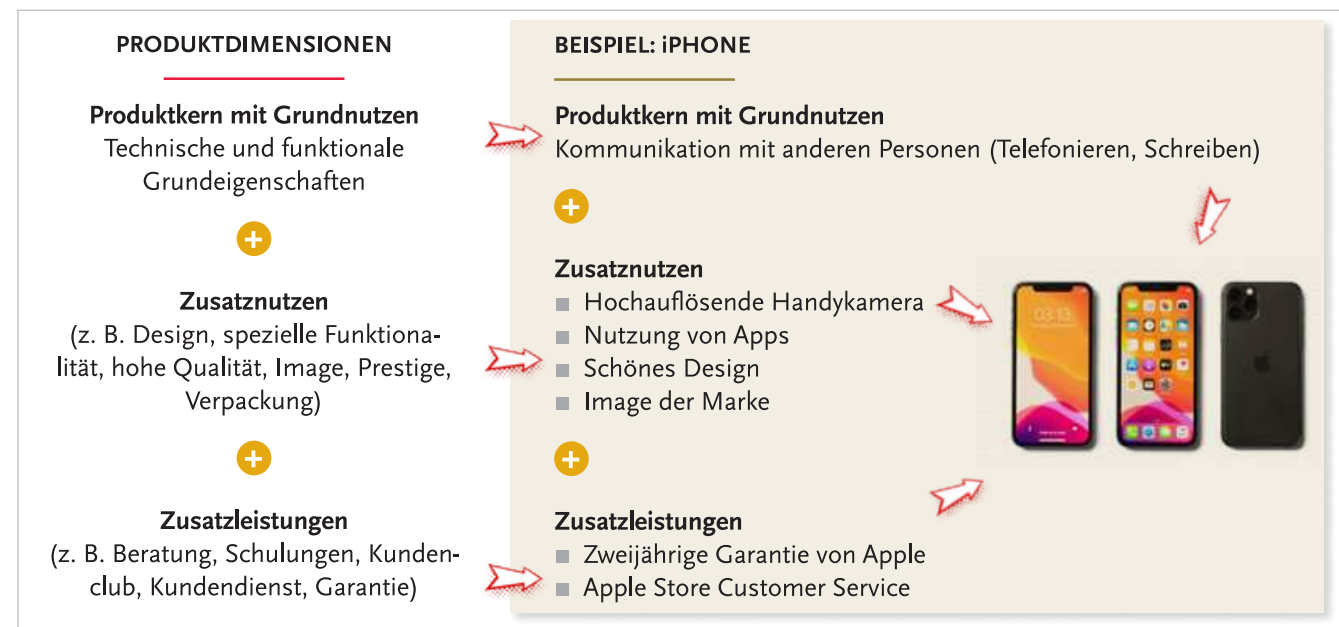 PRODUKTDIMENSIONEN
Produktkern mit Grundnutzen
Technische und funktionale
Grundeigenschaften
+
Zusatznutzen
(z. B. Design, spezielle Funktiona-
lität, hohe Qualität, Image, Prestige,
Verpackung)
+
Zusatzleistungen
(z. B. Beratung, Schulungen, Kunden-
club, Kundendienst, Garantie)
BEISPIEL: iPHONE
Produktkern mit Grundnutzen
Kommunikation mit anderen Personen (Telefonieren, Schreiben)
+
Zusatznutzen
Hochauflösende Handykamera
Nutzung von Apps
Schönes Design
Image der Marke
+
Zusatzleistungen
Zweijährige Garantie von Apple
Apple Store Customer Service
03:13